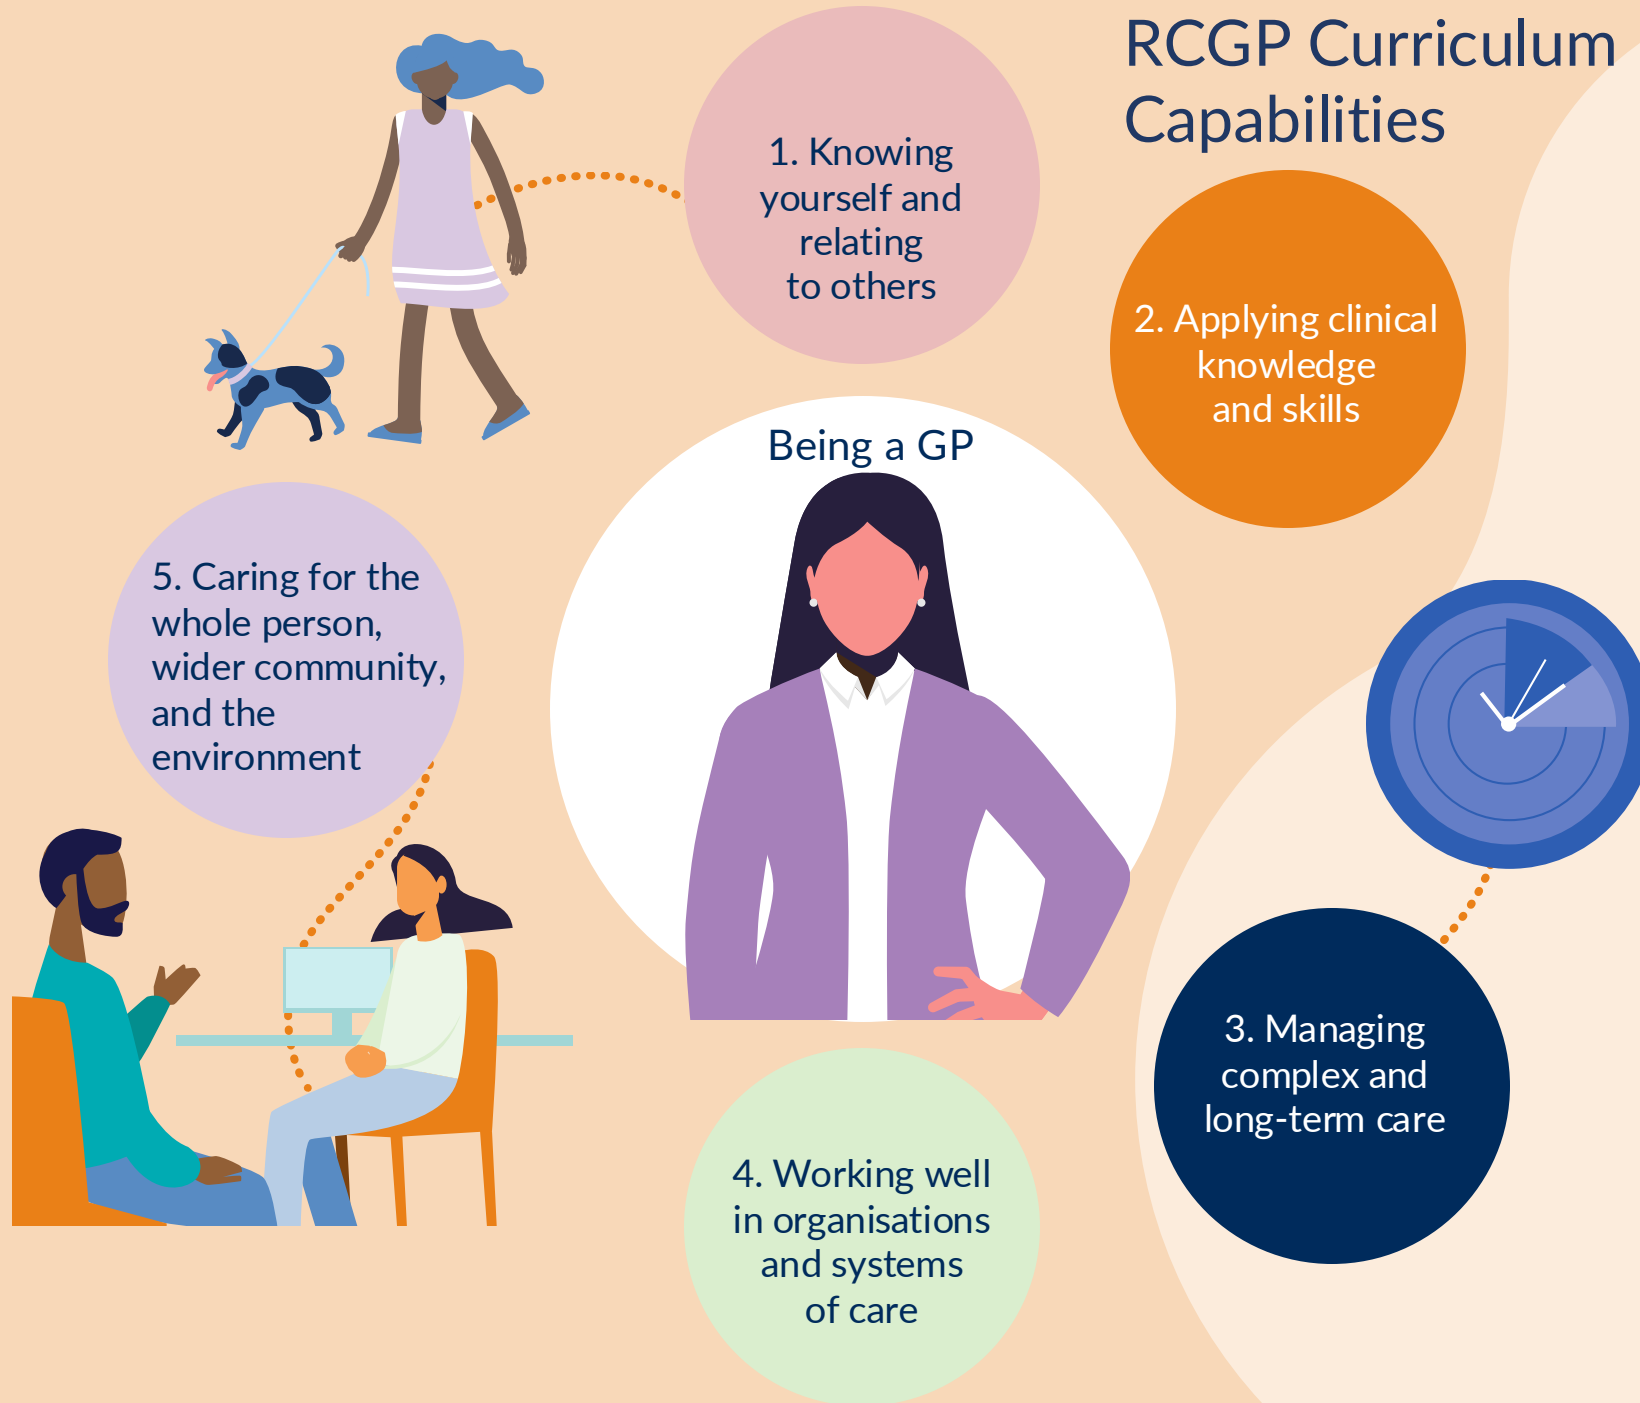 RCGP Curriculum
Capabilities
1. Knowing
yourself and
relating
to others
2. Applying clinical
knowledge
and skills
Being a GP
5. Caring for the
whole person,
wider community,
and the
environment
3. Managing
complex and
long-term care
4. Working well
in organisations
and systems
of care